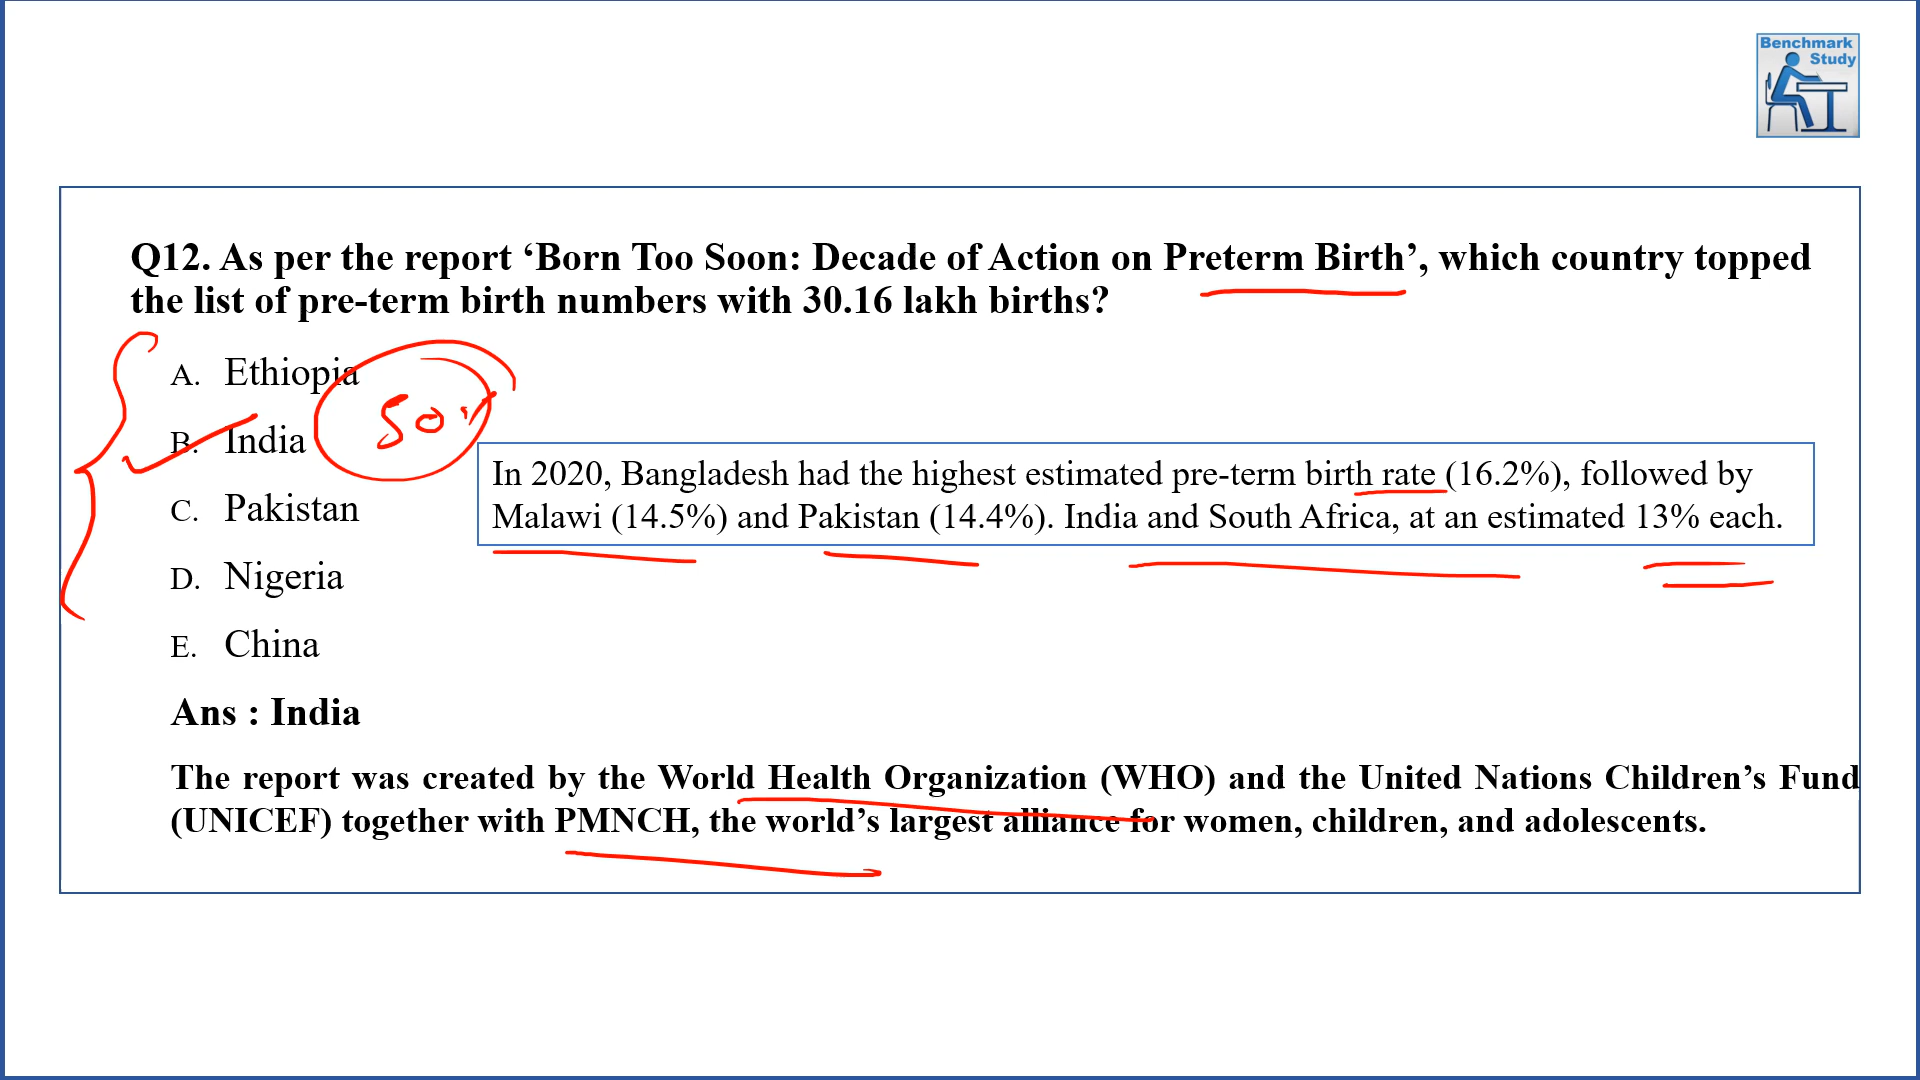 Benchmark
Study
Q12. As per the report ‘Born Too Soon: Decade of Action on Preterm Birth’, which country topped
the list of pre-term birth numbers with 30.16 lakh births?
A. Ethiopia
B. India
50%
C. Pakistan
D. Nigeria
E. China
In 2020, Bangladesh had the highest estimated pre-term birth rate (16.2%), followed by
Malawi (14.5%) and Pakistan (14.4%). India and South Africa, at an estimated 13% each.
Ans : India
The report was created by the World Health Organization (WHO) and the United Nations Children’s Fund
(UNICEF) together with PMNCH, the world’s largest alliance for women, children, and adolescents.